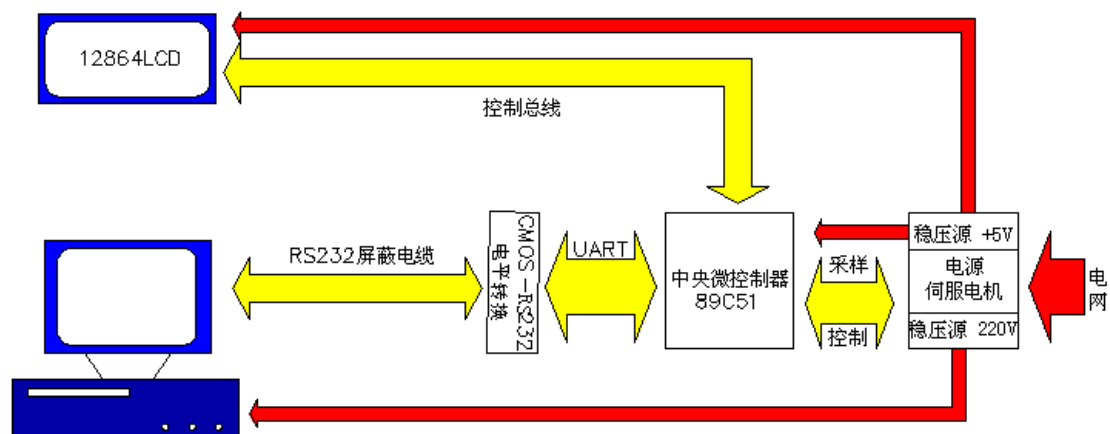 12864LCD
控制总线
RS232屏蔽电缆
CMOS-RS232
电平转换
UART
中央微控制器
89C51
采样
控制
稳压源 +5V
电源
伺服电机
稳压源 220V
电网